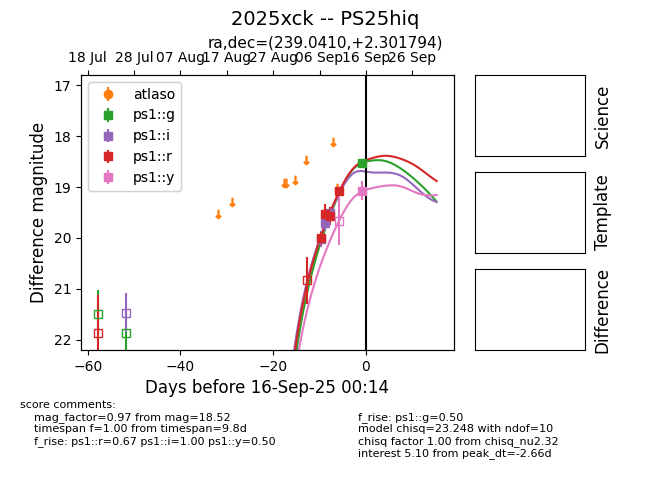 2025xck -- PS25hiq
ra,dec=(239.0410,+2.301794)
18 Jul 28 Jul 07 Aug 17 Aug 27 Aug 06 Sep 16 Sep 26 Sep
17
18
19
20
21
22
Difference magnitude
atlaso
ps1::g
ps1::i
ps1::r
ps1::y
−60 −40 −20 0
Days before 16-Sep-25 00:14
Science
Template
Difference
score comments:
mag_factor=0.97 from mag=18.52
timespan f=1.00 from timespan=9.8d
f_rise: ps1::r=0.67 ps1::i=1.00 ps1::y=0.50
f_rise: ps1::g=0.50
model chisq=23.248 with ndof=10
chisq factor 1.00 from chisq_nu2.32
interest 5.10 from peak_dt=-2.66d